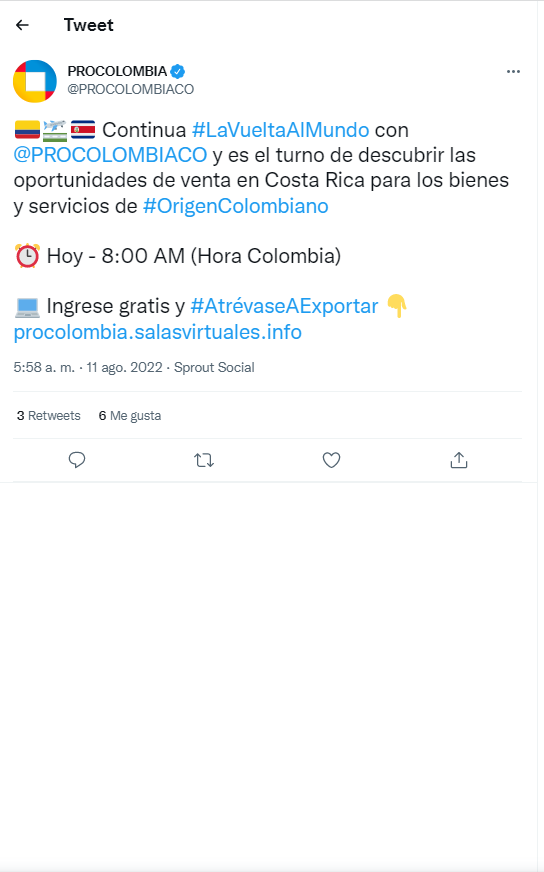 Tweet
PROCOLOMBIA
@PROCOLOMBIACO
Continua #LaVueltaAlMundo con
@PROCOLOMBIACO y es el turno de descubrir las
oportunidades de venta en Costa Rica para los bienes
y servicios de #OrigenColombiano
Hoy - 8:00 AM (Hora Colombia)
Ingrese gratis y #AtrévaseAExportar
procolombia.salasvirtuales.info
5:58 a. m. · 11 ago. 2022 · Sprout Social
3 Retweets 6 Me gusta